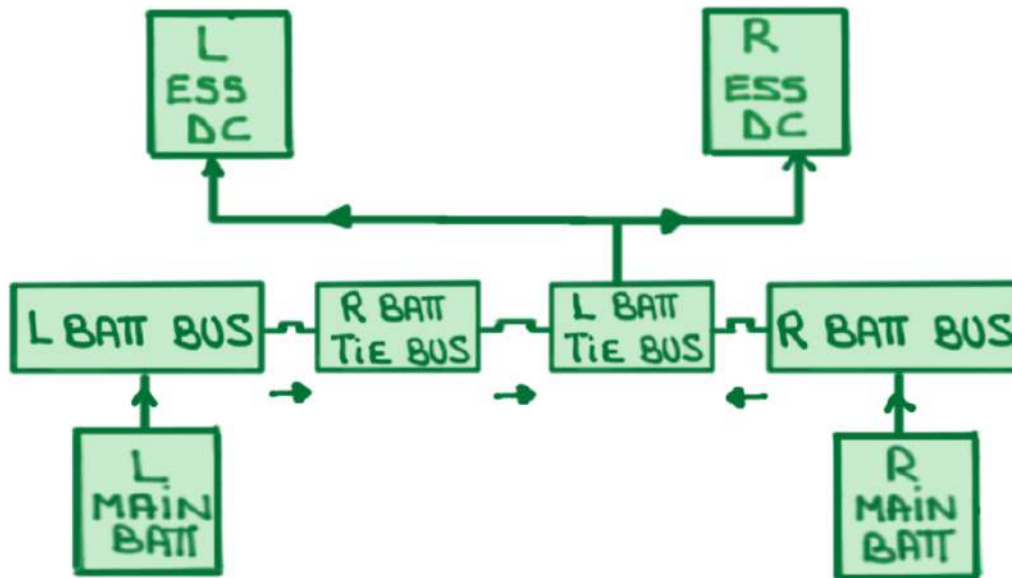 L
ESS
DC
R
ESS
DC
L BATT BUS
R BATT
TiE BUS
L BATT
TiE BUS
R BATT BUS
L
MAiN
BATT
R
MAiN
BATT